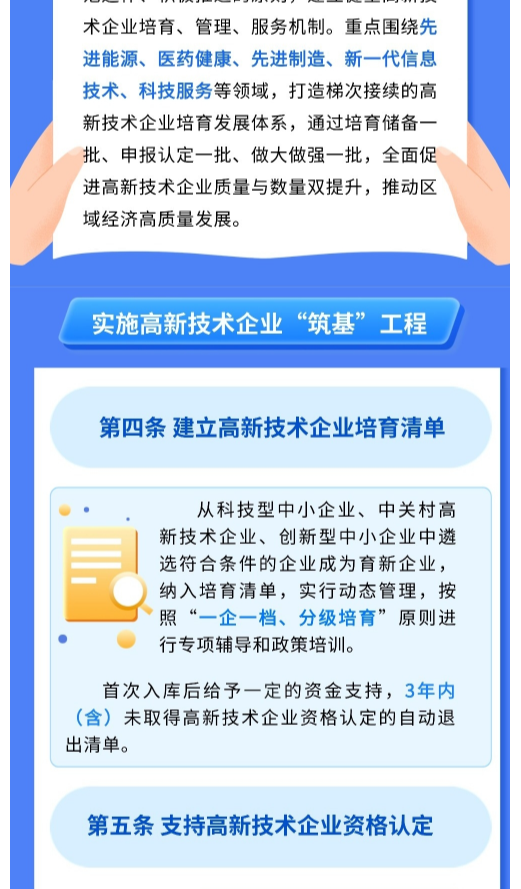 术企业培育、管理、服务机制。重点围绕先
进能源、医药健康、先进制造、新一代信息
技术、科技服务等领域，打造梯次接续的高
新技术企业培育发展体系，通过培育储备一
批、申报认定一批、做大做强一批，全面促
进高新技术企业质量与数量双提升，推动区
域经济高质量发展。
实施高新技术企业“筑基”工程
第四条 建立高新技术企业培育清单
从科技型中小企业、中关村高
新技术企业、创新型中小企业中遴
选符合条件的企业成为育新企业，
纳入培育清单，实行动态管理，按
照“一企一档、分级培育”原则进
行专项辅导和政策培训。
首次入库后给予一定的资金支持，3年内
（含）未取得高新技术企业资格认定的自动退
出清单。
第五条 支持高新技术企业资格认定